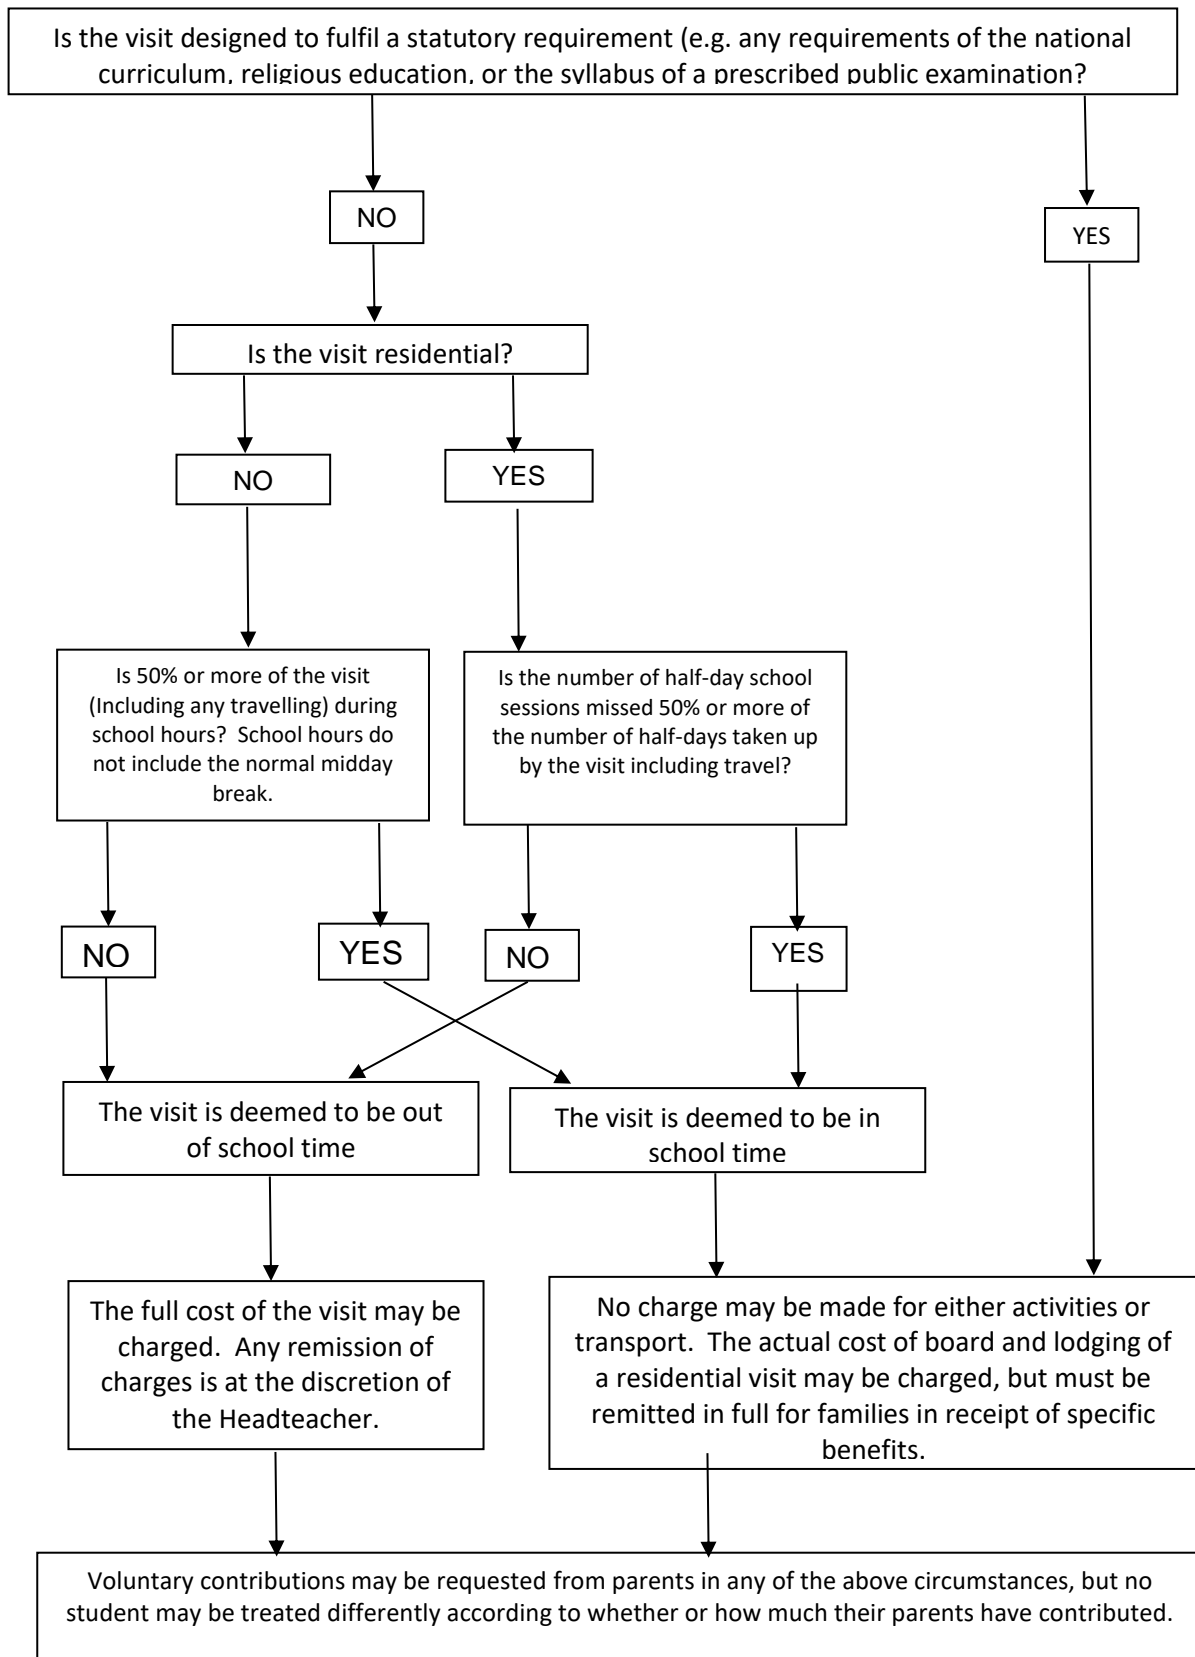 Is the visit designed to fulfil a statutory requirement (e.g. any requirements of the national
curriculum, religious education, or the syllabus of a prescribed public examination?
NO
YES
Is the visit residential?
NO
YES
Is 50% or more of the visit
(Including any travelling) during
school hours? School hours do
not include the normal midday
break.
Is the number of half-day school
sessions missed 50% or more of
the number of half-days taken up
by the visit including travel?
NO
YES
NO
YES
The visit is deemed to be out
of school time
The visit is deemed to be in
school time
The full cost of the visit may be
charged. Any remission of
charges is at the discretion of
the Headteacher.
No charge may be made for either activities or
transport. The actual cost of board and lodging of
a residential visit may be charged, but must be
remitted in full for families in receipt of specific
benefits.
Voluntary contributions may be requested from parents in any of the above circumstances, but no
student may be treated differently according to whether or how much their parents have contributed.